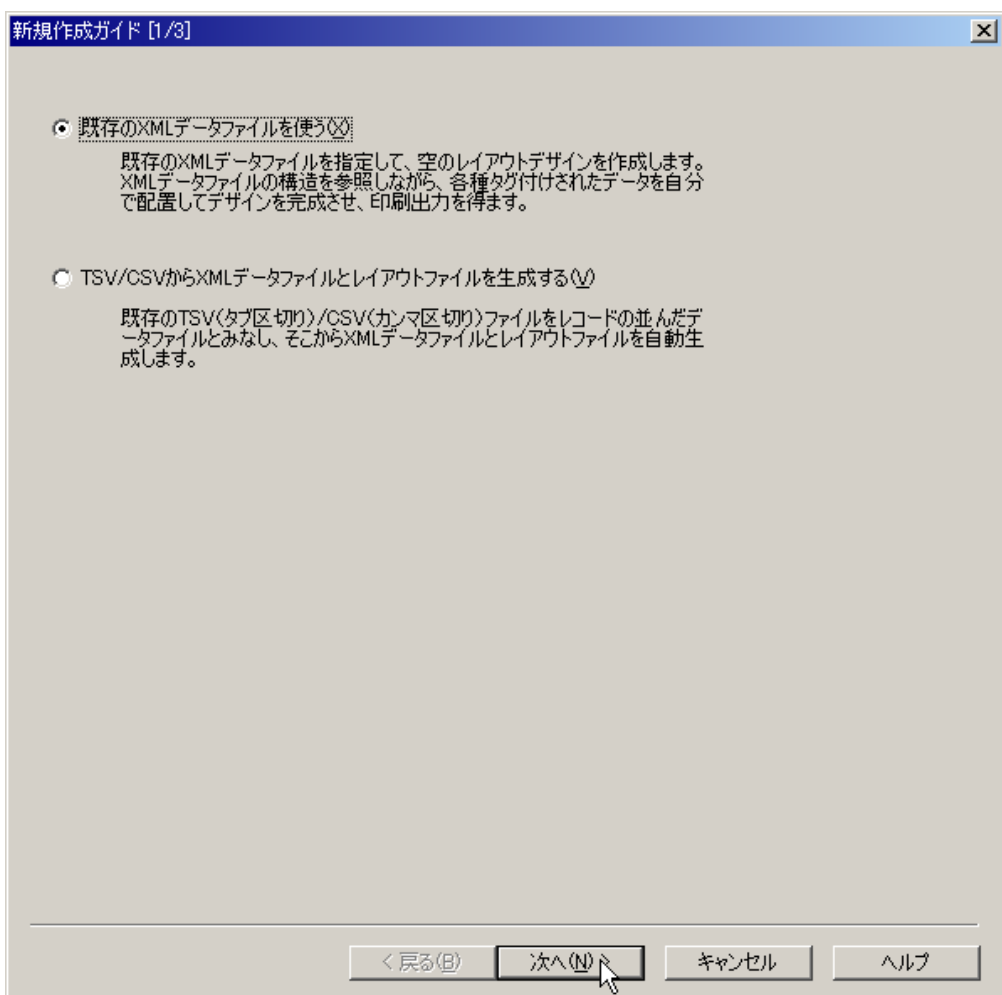 新規作成ガイド [1/3]
既存のXMLデータファイルを使う(X)
既存のXMLデータファイルを指定して、空のレイアウトデザインを作成します。
XMLデータファイルの構造を参照しながら、各種タグ付けされたデータを自分
で配置してデザインを完成させ、印刷出力を得ます。
TSV/CSVからXMLデータファイルとレイアウトファイルを生成する(V)
既存のTSV(タブ区切り)/CSV(カンマ区切り)ファイルをレコードの並んだデ
ータファイルとみなし、そこからXMLデータファイルとレイアウトファイルを自動生
成します。
< 戻る(B) 次へ(N) > キャンセル ヘルプ